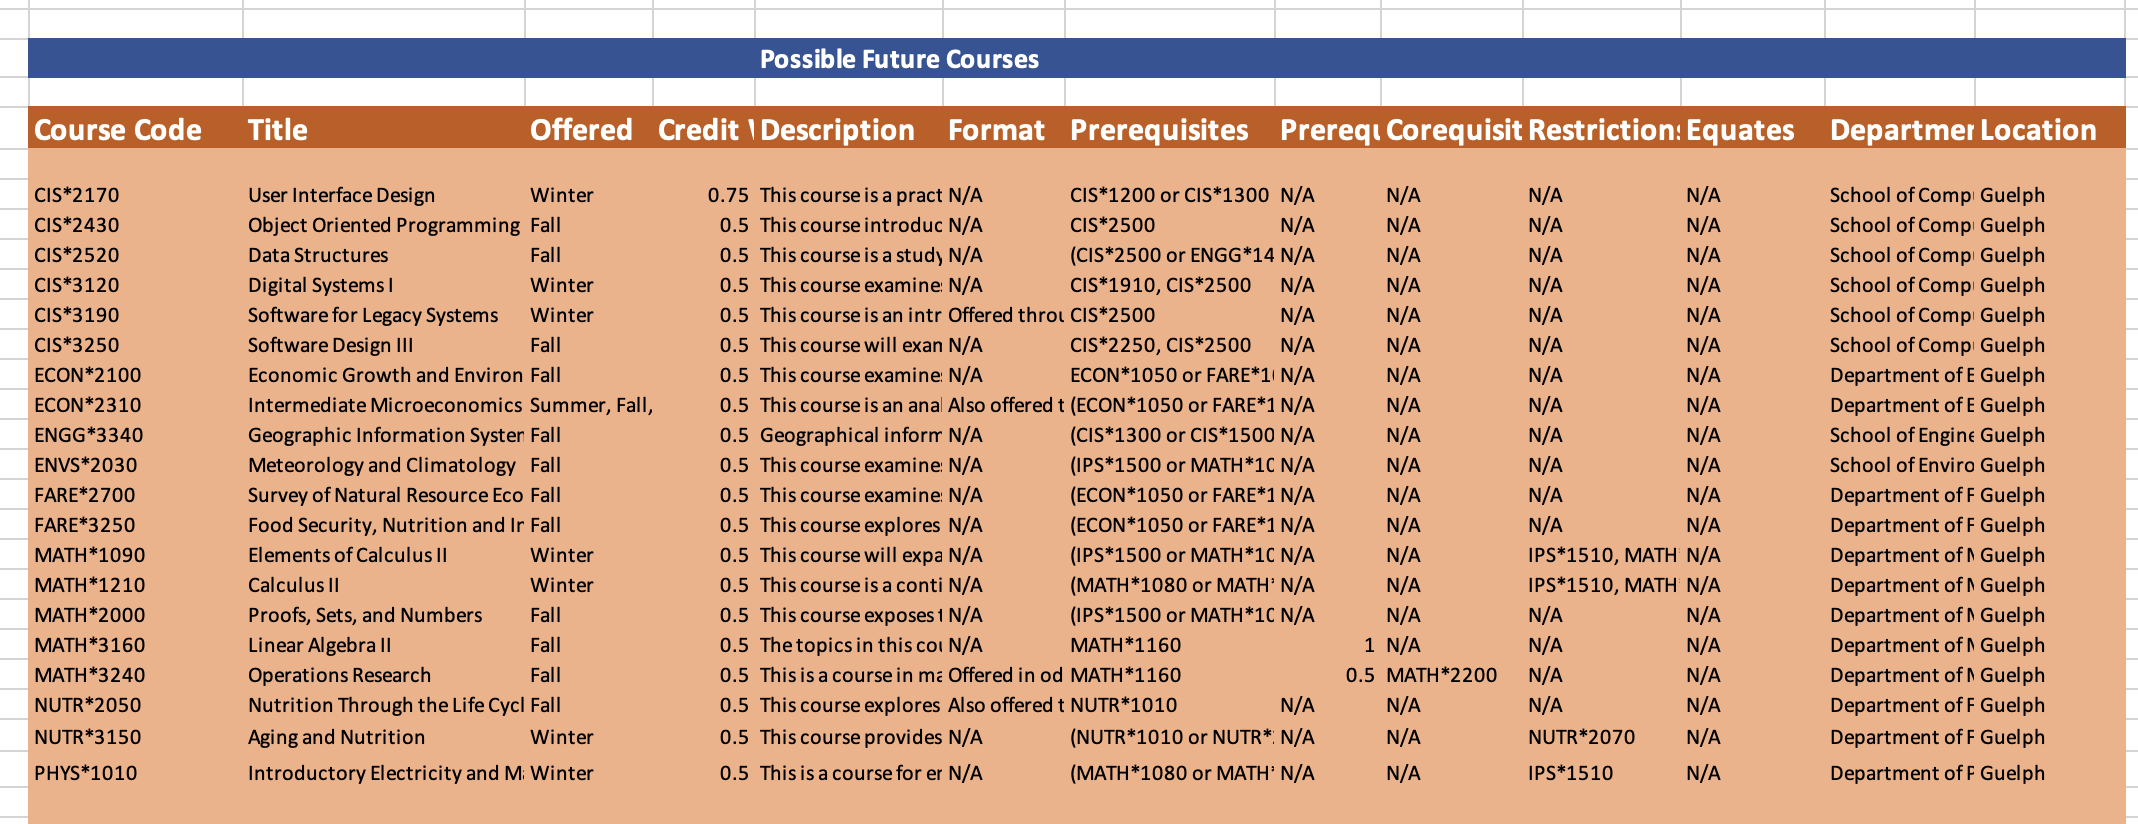 Possible Future Courses
Course Code Title Offered Credit Description Format Prerequisites Prerequ Corequisit Restrictions Equates Departmer Location
CIS*2170 User Interface Design Winter 0.75 This course is a pract N/A CIS*1200 or CIS*1300 N/A N/A N/A N/A School of Comp Guelph
CIS*2430 Object Oriented Programming Fall 0.5 This course introduc N/A CIS*2500 N/A N/A N/A N/A School of Comp Guelph
CIS*2520 Data Structures Fall 0.5 This course is a study N/A (CIS*2500 or ENGG*14 N/A N/A N/A N/A School of Comp Guelph
CIS*3120 Digital Systems I Winter 0.5 This course examine N/A CIS*1910, CIS*2500 N/A N/A N/A N/A School of Comp Guelph
CIS*3190 Software for Legacy Systems Winter 0.5 This course is an intr Offered throu CIS*2500 N/A N/A N/A N/A School of Comp Guelph
CIS*3250 Software Design III Fall 0.5 This course will exan N/A CIS*2250, CIS*2500 N/A N/A N/A N/A School of Comp Guelph
ECON*2100 Economic Growth and Environ Fall 0.5 This course examine N/A ECON*1050 or FARE*1 N/A N/A N/A N/A Department of E Guelph
ECON*2310 Intermediate Microeconomics Summer, Fall, 0.5 This course is an anal Also offered t (ECON*1050 or FARE*1 N/A N/A N/A N/A Department of E Guelph
ENGG*3340 Geographic Information System Fall 0.5 Geographical inform N/A (CIS*1300 or CIS*1500 N/A N/A N/A N/A School of Engine Guelph
ENVS*2030 Meteorology and Climatology Fall 0.5 This course examine N/A (IPS*1500 or MATH*10 N/A N/A N/A N/A School of Enviro Guelph
FARE*2700 Survey of Natural Resource Eco Fall 0.5 This course examine N/A (ECON*1050 or FARE*1 N/A N/A N/A N/A Department of F Guelph
FARE*3250 Food Security, Nutrition and In Fall 0.5 This course explores N/A (ECON*1050 or FARE*1 N/A N/A N/A N/A Department of F Guelph
MATH*1090 Elements of Calculus II Winter 0.5 This course will expa N/A (IPS*1500 or MATH*10 N/A N/A IPS*1510, MATH N/A Department of M Guelph
MATH*1210 Calculus II Winter 0.5 This course is a conti N/A (MATH*1080 or MATH* N/A N/A IPS*1510, MATH N/A Department of M Guelph
MATH*2000 Proofs, Sets, and Numbers Fall 0.5 This course exposes t N/A (IPS*1500 or MATH*10 N/A N/A N/A N/A Department of M Guelph
MATH*3160 Linear Algebra II Fall 0.5 The topics in this cou N/A MATH*1160 1 N/A N/A N/A Department of M Guelph
MATH*3240 Operations Research Fall 0.5 This is a course in ma Offered in od MATH*1160 0.5 MATH*2200 N/A N/A Department of M Guelph
NUTR*2050 Nutrition Through the Life Cycl Fall 0.5 This course explores Also offered t NUTR*1010 N/A N/A N/A N/A Department of F Guelph
NUTR*3150 Aging and Nutrition Winter 0.5 This course provides N/A (NUTR*1010 or NUTR* N/A N/A NUTR*2070 N/A Department of F Guelph
PHYS*1010 Introductory Electricity and M Winter 0.5 This is a course for en N/A (MATH*1080 or MATH* N/A N/A IPS*1510 N/A Department of P Guelph